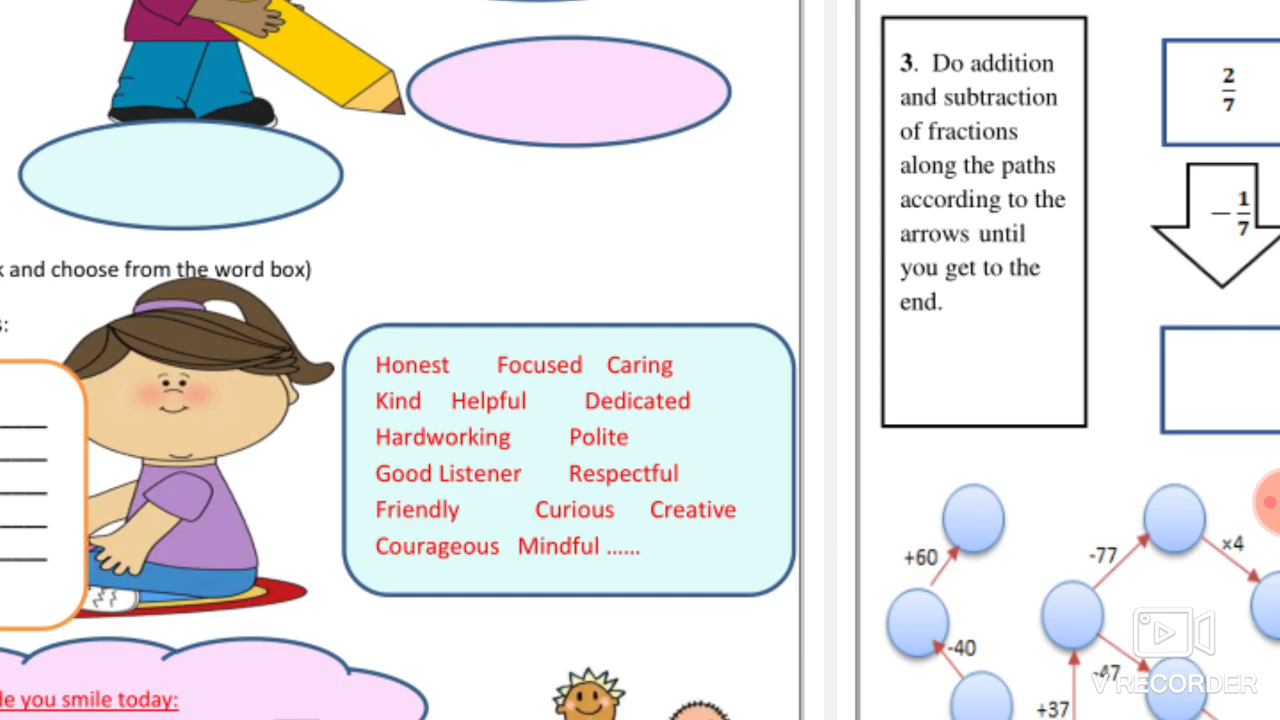 k and choose from the word box)
s:
Honest Focused Caring
Kind Helpful Dedicated
Hardworking Polite
Good Listener Respectful
Friendly Curious Creative
Courageous Mindful ......
de you smile today:
3. Do addition
and subtraction
of fractions
along the paths
according to the
arrows until
you get to the
end.
2
7
− 1
7
+60
-77
×4
-40
-47
+37
V RECORDER